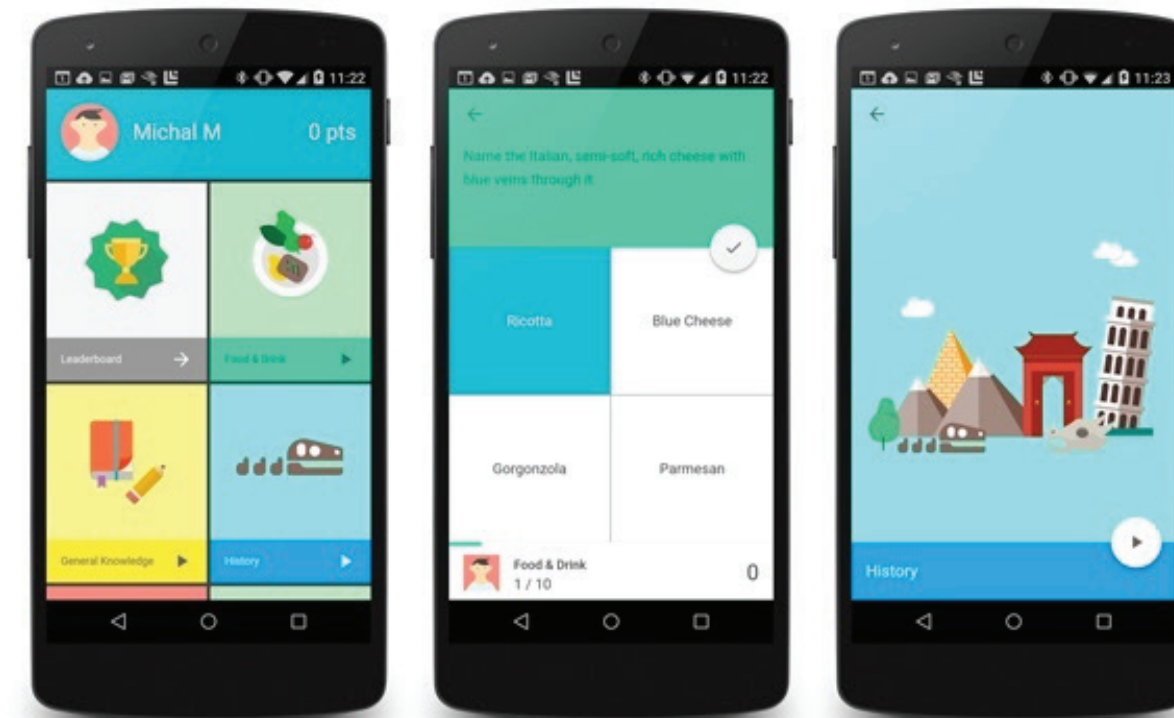 11:22
Michal M
0 pts
Leaderboard
Food & Drink
General Knowledge
History
11:22
Name the Italian, semi-soft, rich cheese with
blue veins through it
Ricotta
Blue Cheese
Gorgonzola
Parmesan
Food & Drink
1 / 10
0
11:23
History